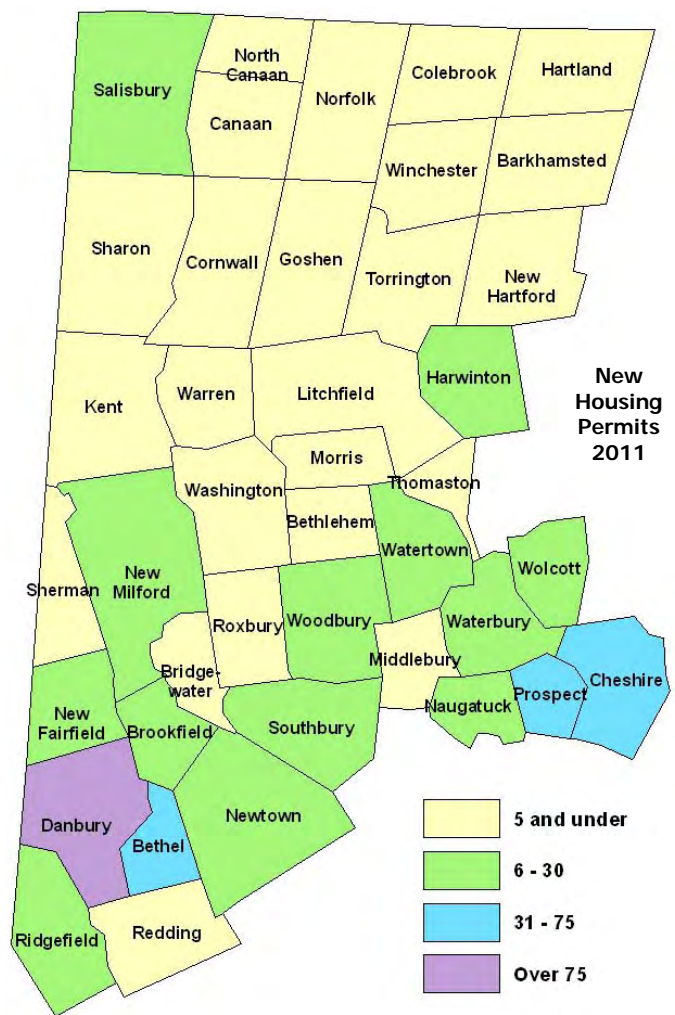 North
Canaan
Colebrook
Hartland
Salisbury
Norfolk
Canaan
Winchester
Barkhamsted
Sharon
Cornwall
Goshen
Torrington
New
Hartford
New
Housing
Permits
2011
Harwinton
Kent
Warren
Litchfield
Morris
Thomaston
Washington
Bethlehem
Watertown
Wolcott
Sherman
New
Milford
Roxbury
Woodbury
Waterbury
Middlebury
Bridge-
water
Cheshire
Prospect
Naugatuck
New
Fairfield
Brookfield
Southbury
Danbury
Bethel
Newtown
Ridgefield
Redding
5 and under
6 - 30
31 - 75
Over 75